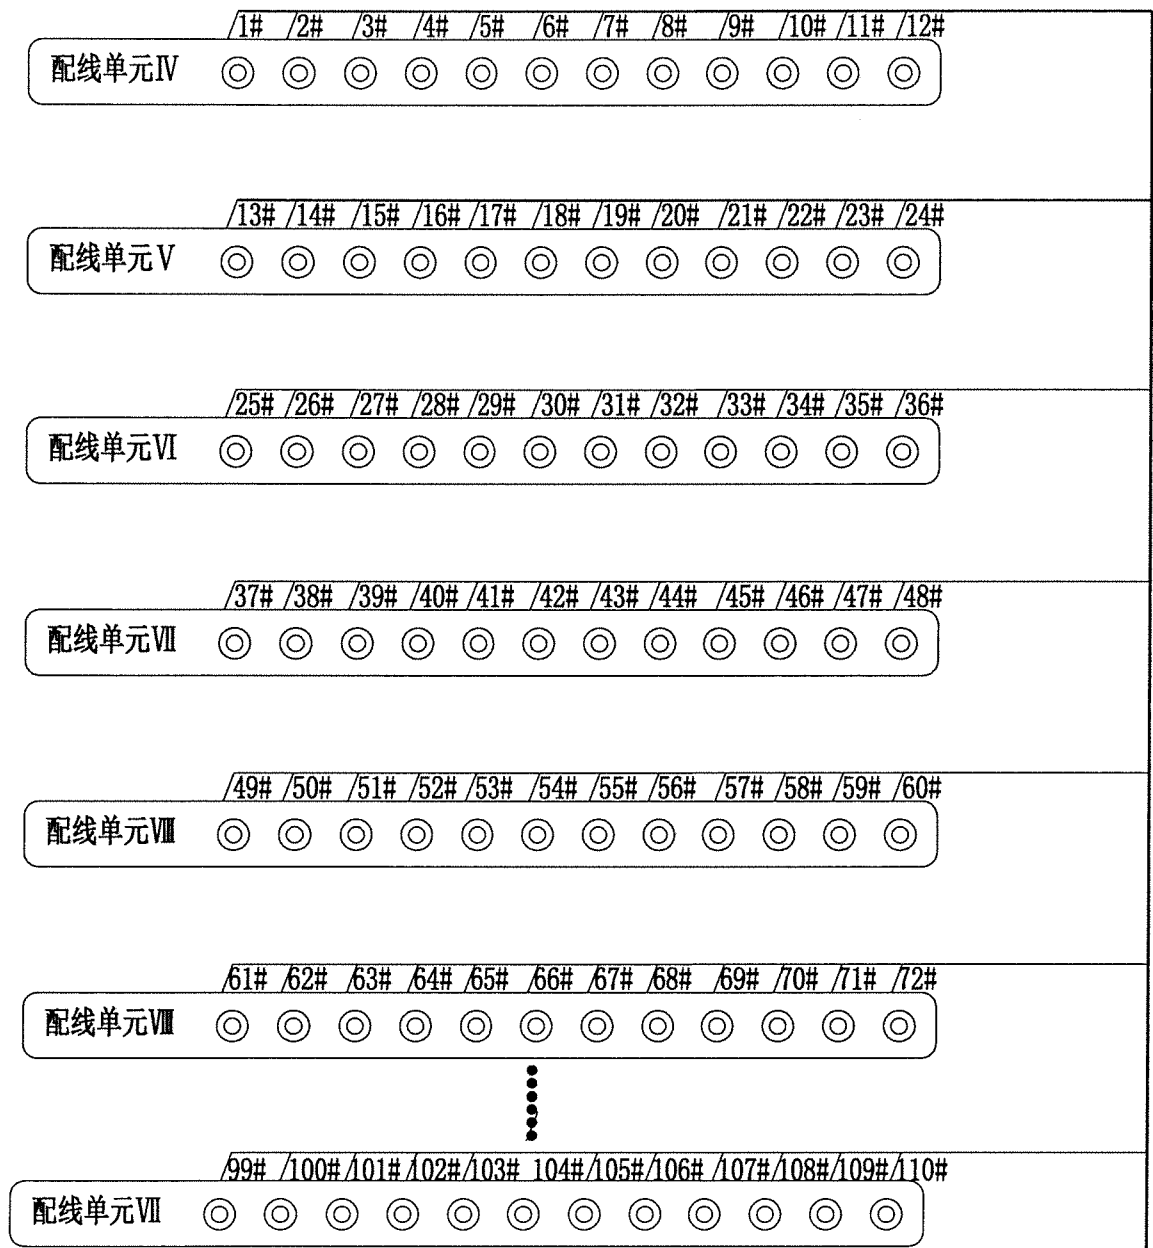 /1# /2# /3# /4# /5# /6# /7# /8# /9# /10# /11# /12#
配线单元Ⅳ
/13# /14# /15# /16# /17# /18# /19# /20# /21# /22# /23# /24#
配线单元Ⅴ
/25# /26# /27# /28# /29# /30# /31# /32# /33# /34# /35# /36#
配线单元Ⅵ
/37# /38# /39# /40# /41# /42# /43# /44# /45# /46# /47# /48#
配线单元Ⅶ
/49# /50# /51# /52# /53# /54# /55# /56# /57# /58# /59# /60#
配线单元Ⅷ
/61# /62# /63# /64# /65# /66# /67# /68# /69# /70# /71# /72#
配线单元Ⅷ
/99# /100# /101# /102# /103# 104# /105# /106# /107# /108# /109# /110#
配线单元Ⅶ